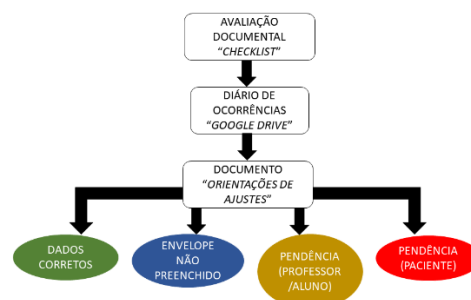 AVALIAÇÃO
DOCUMENTAL
“CHECKLIST”
DIÁRIO DE
OCORRÊNCIAS
“GOOGLE DRIVE”
DOCUMENTO
“ORIENTAÇÕES DE
AJUSTES”
DADOS
CORRETOS
ENVELOPE
NÃO
PREENCHIDO
PENDÊNCIA
(PROFESSOR
/ALUNO)
PENDÊNCIA
(PACIENTE)